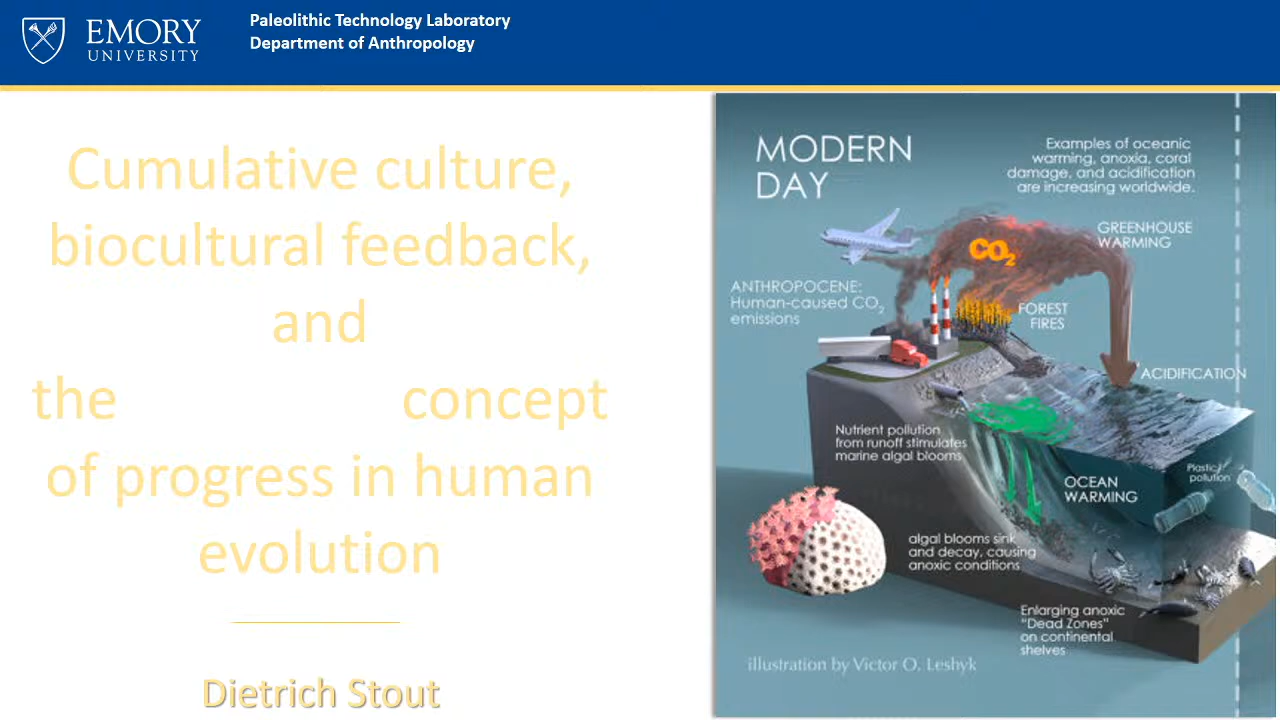 EMORY
UNIVERSITY
Paleolithic Technology Laboratory
Department of Anthropology
Cumulative culture,
biocultural feedback,
and
the concept
of progress in human
evolution
Dietrich Stout
MODERN
DAY
Examples of oceanic
warming, anoxia, coral
damage, and acidification
are increasing worldwide.
CO2
GREENHOUSE
WARMING
ANTHROPOCENE:
Human-caused CO2
emissions
FOREST
FIRES
ACIDIFICATION
Nutrient pollution
from runoff stimulates
marine algal blooms
Plastic
pollution
OCEAN
WARMING
algal blooms sink
and decay, causing
anoxic conditions
Enlarging anoxic
"Dead Zones"
on continental
shelves
illustration by Victor O. Leshyk